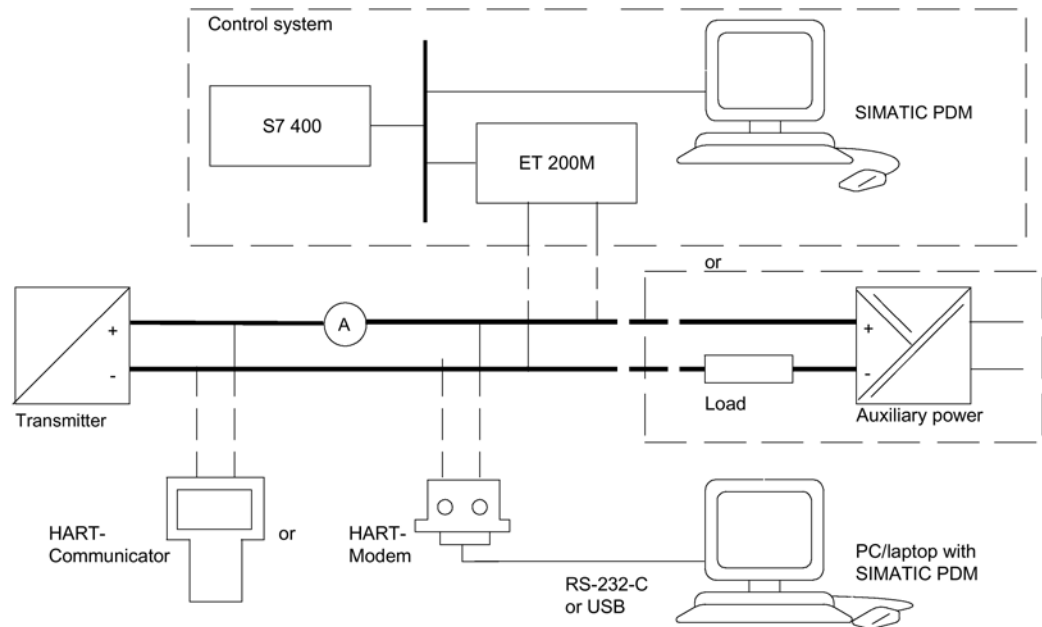 Control system
S7 400
ET 200M
SIMATIC PDM
or
+
A
+
-
-
Transmitter
Load
Auxiliary power
HART-
Communicator
or
HART-
Modem
RS-232-C
or USB
PC/laptop with
SIMATIC PDM